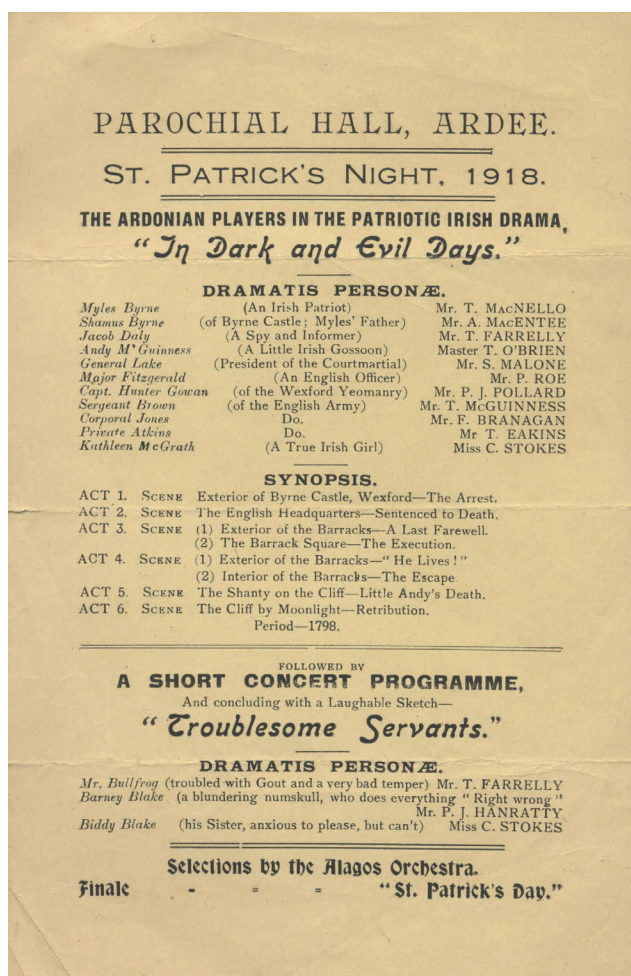 PAROCHIAL HALL, ARDEE.
ST. PATRICK'S NIGHT, 1918.
THE ARDONIAN PLAYERS IN THE PATRIOTIC IRISH DRAMA,
"In Dark and Evil Days."
DRAMATIS PERSONÆ.
Myles Byrne (An Irish Patriot) Mr. T. MACNELLO
Shamus Byrne (of Byrne Castle; Myles' Father) Mr. A. MACENTEE
Jacob Daly (A Spy and Informer) Mr. T. FARRELLY
Andy M'Guinness (A Little Irish Gossoon) Master T. O'BRIEN
General Lake (President of the Courtmartial) Mr. S. MALONE
Major Fitzgerald (An English Officer) Mr. P. ROE
Capt. Hunter Gowan (of the Wexford Yeomanry) Mr. P. J. POLLARD
Sergeant Brown (of the English Army) Mr. T. McGUINNESS
Corporal Jones Do. Mr. F. BRANAGAN
Private Atkins Do. Mr T. EAKINS
Kathleen McGrath (A True Irish Girl) Miss C. STOKES
SYNOPSIS.
ACT 1. SCENE Exterior of Byrne Castle, Wexford—The Arrest.
ACT 2. SCENE The English Headquarters—Sentenced to Death.
ACT 3. SCENE (1) Exterior of the Barracks—A Last Farewell.
(2) The Barrack Square—The Execution.
ACT 4. SCENE (1) Exterior of the Barracks—"He Lives!"
(2) Interior of the Barracks—The Escape
ACT 5. SCENE The Shanty on the Cliff—Little Andy's Death.
ACT 6. SCENE The Cliff by Moonlight—Retribution.
Period—1798.
FOLLOWED BY
A SHORT CONCERT PROGRAMME,
And concluding with a Laughable Sketch—
"Troublesome Servants."
DRAMATIS PERSONÆ.
Mr. Bullfrog (troubled with Gout and a very bad temper) Mr. T. FARRELLY
Barney Blake (a blundering numskull, who does everything "Right wrong"
Mr. P. J. HANRATTY
Biddy Blake (his Sister, anxious to please, but can't) Miss C. STOKES
Selections by the Alagos Orchestra.
Finale - = = "St. Patrick's Day."